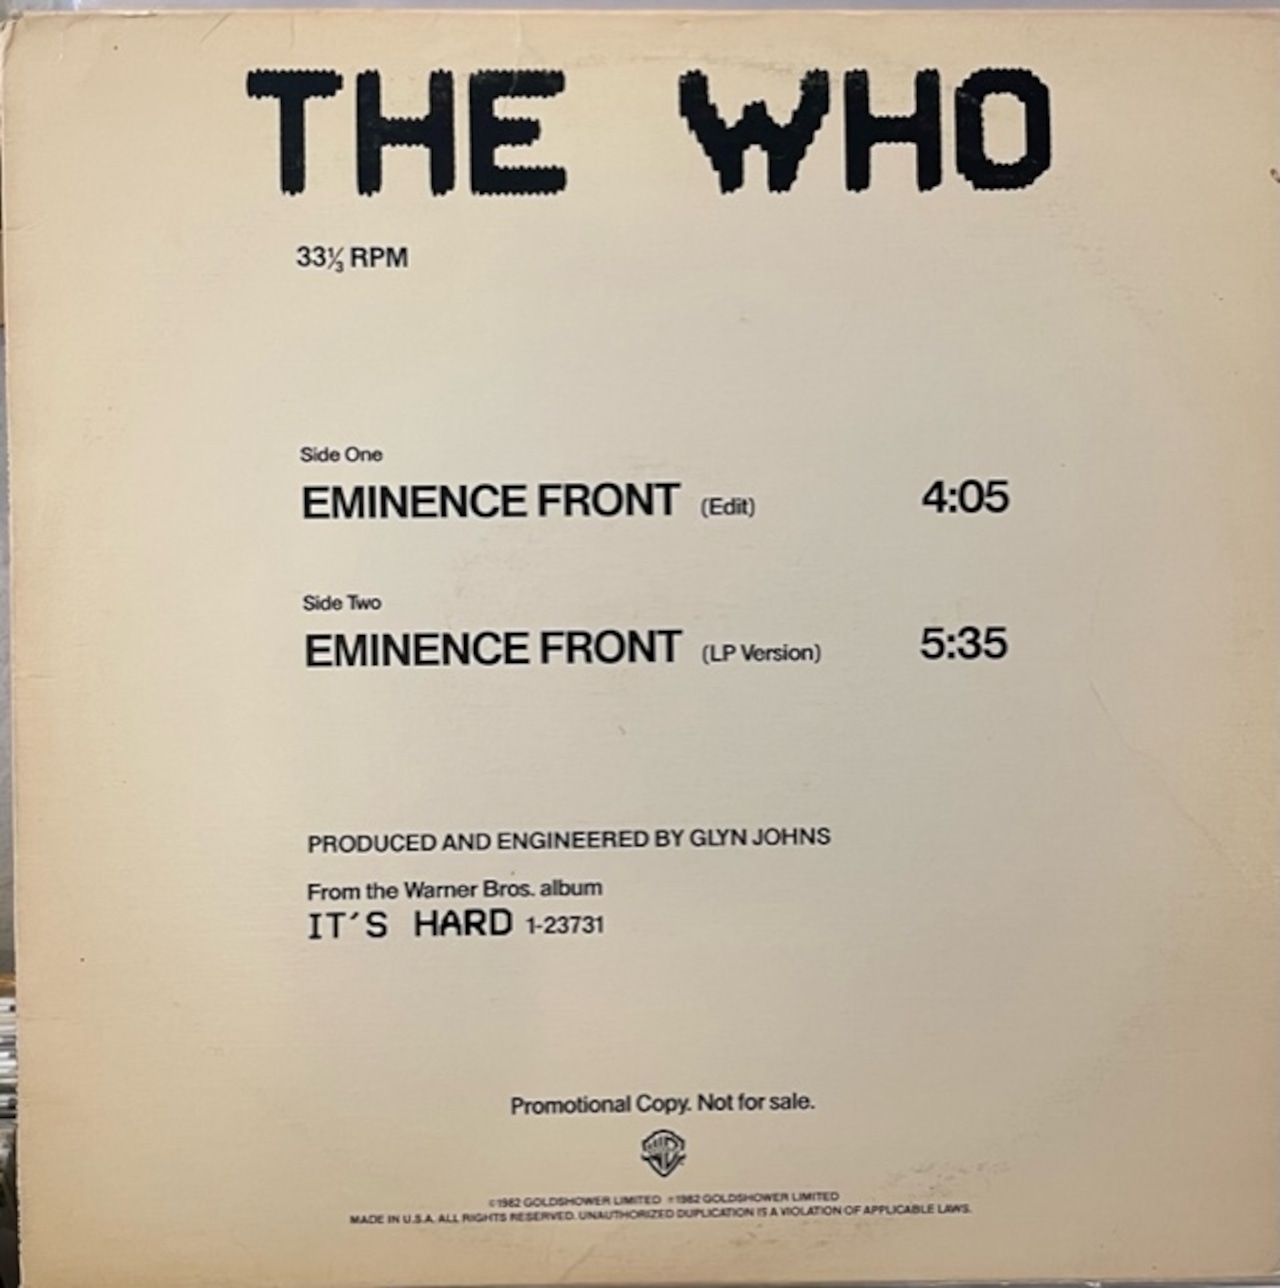 THE WHO
33⅓ RPM
Side One
EMINENCE FRONT (Edit) 4:05
Side Two
EMINENCE FRONT (LP Version) 5:35
PRODUCED AND ENGINEERED BY GLYN JOHNS
From the Warner Bros. album
IT'S HARD 1-23731
Promotional Copy. Not for sale.
©1982 GOLDSHOWER LIMITED ℗1982 GOLDSHOWER LIMITED
MADE IN U.S.A. ALL RIGHTS RESERVED. UNAUTHORIZED DUPLICATION IS A VIOLATION OF APPLICABLE LAWS.